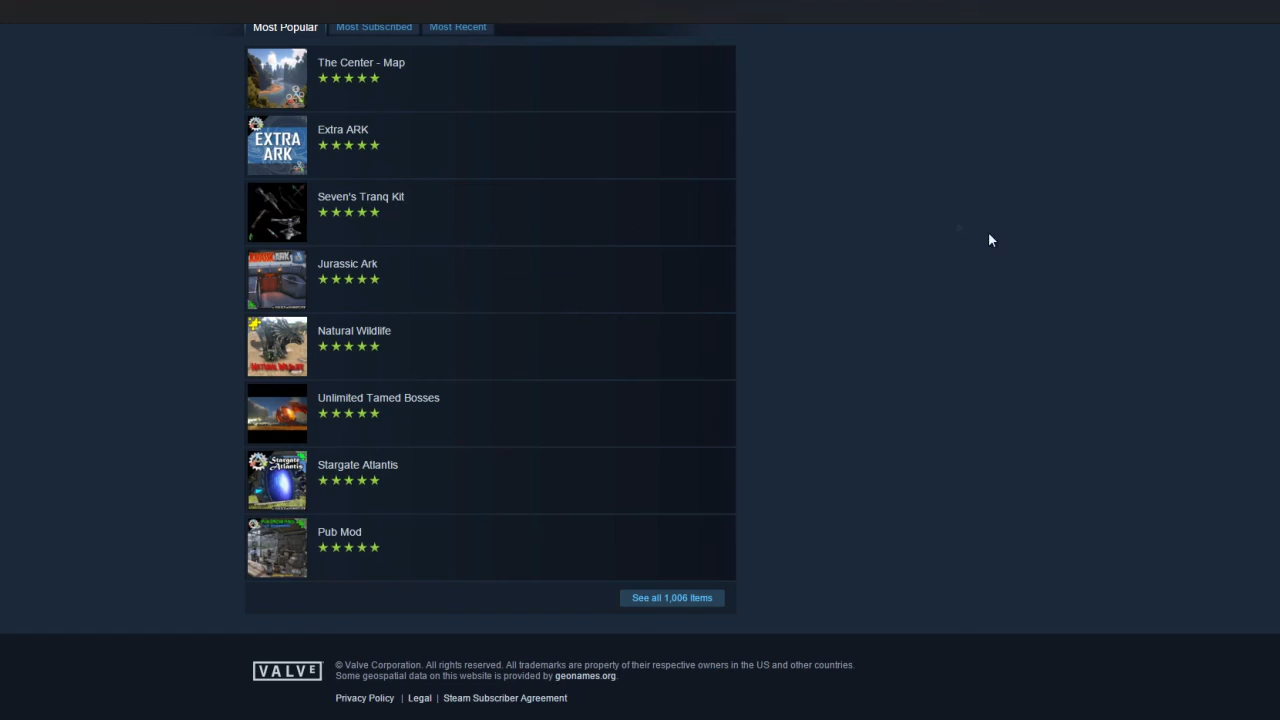 Most Popular Most Subscribed Most Recent
The Center - Map
EXTRA ARK
Extra ARK
Seven's Tranq Kit
Jurassic Ark
Natural Wildlife
Unlimited Tamed Bosses
Stargate Atlantis
Stargate Atlantis
Pub Mod
See all 1,006 Items
VALVE
© Valve Corporation. All rights reserved. All trademarks are property of their respective owners in the US and other countries.
Some geospatial data on this website is provided by geonames.org.
Privacy Policy | Legal | Steam Subscriber Agreement